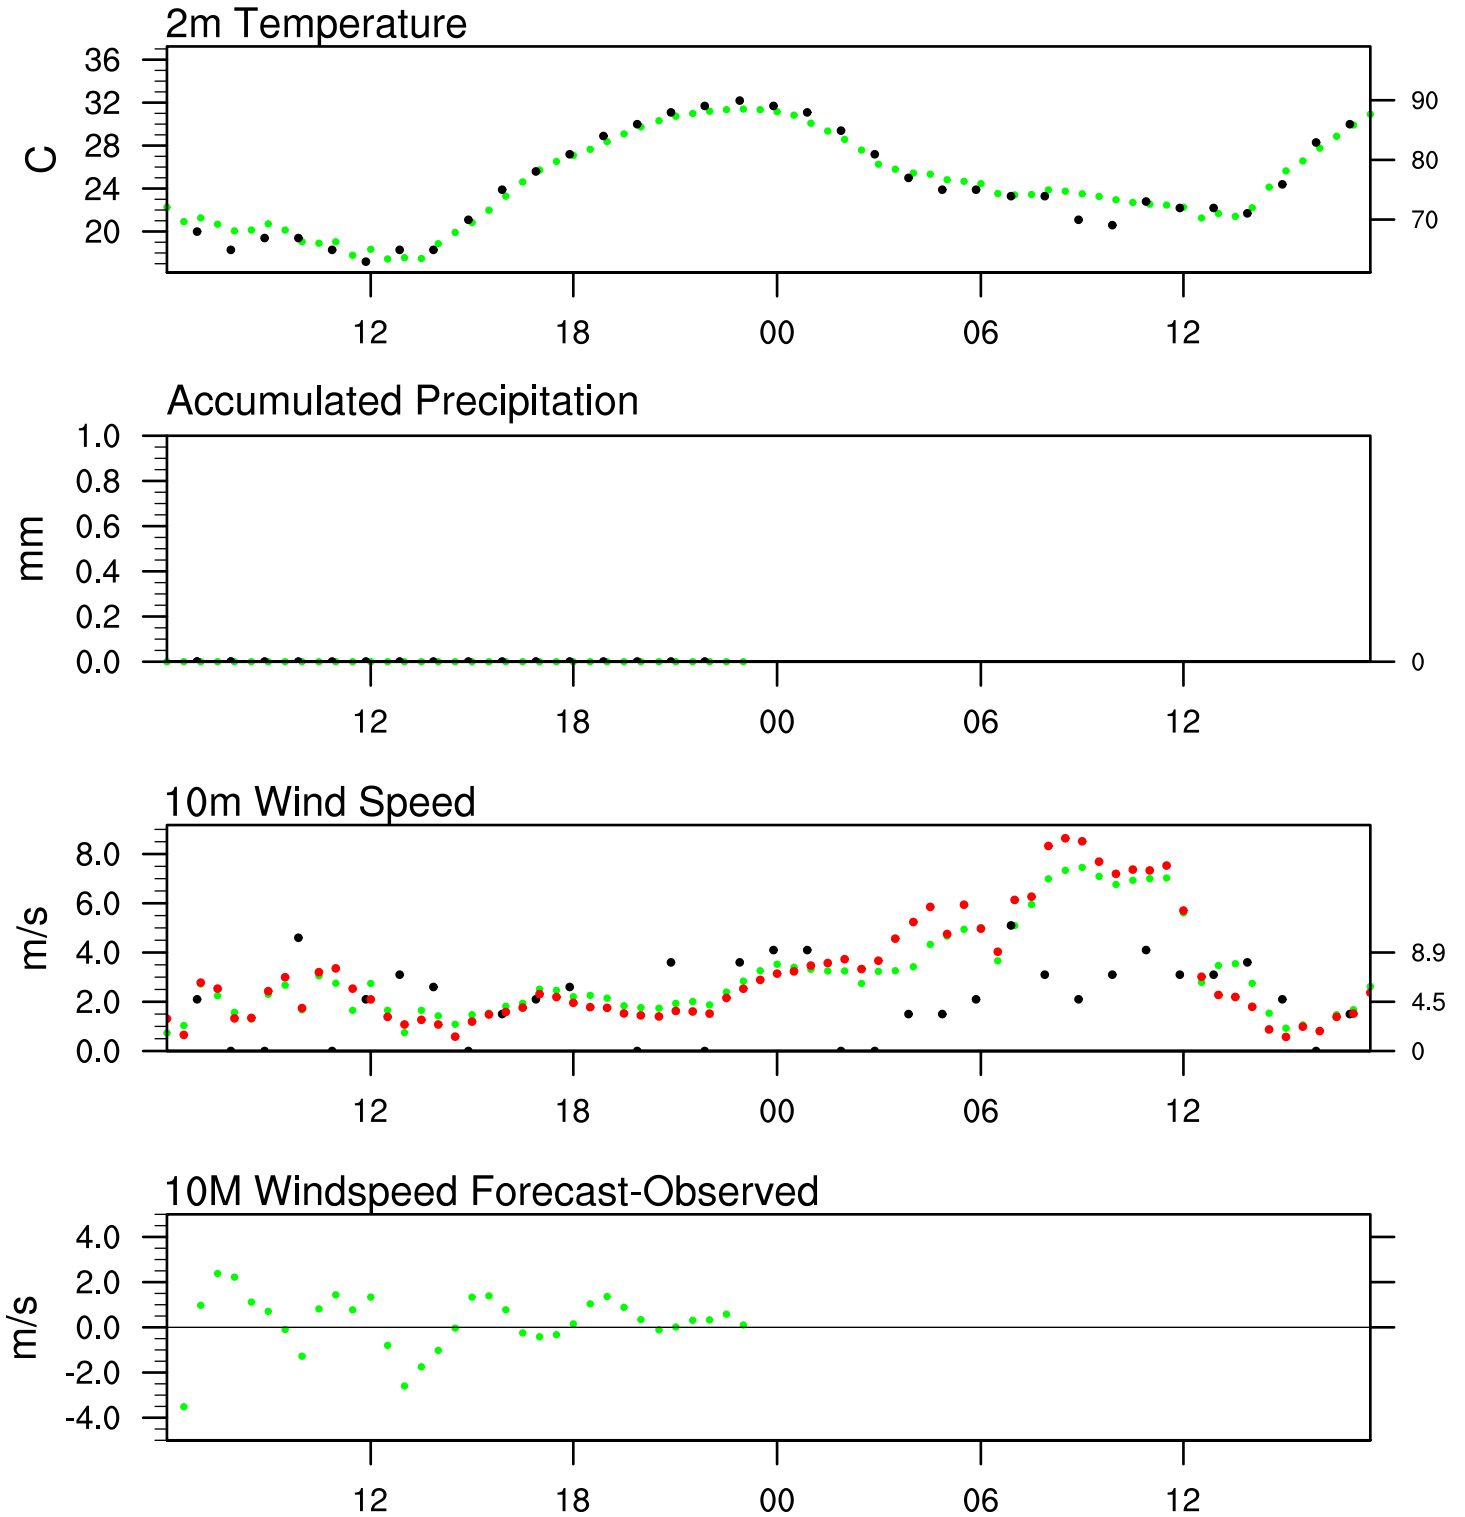 2m Temperature
36
32
28
24
20
C
90
80
70
12 18 00 06 12
Accumulated Precipitation
1.0
0.8
0.6
0.4
0.2
0.0
mm
0
12 18 00 06 12
10m Wind Speed
8.0
6.0
4.0
2.0
0.0
m/s
8.9
4.5
0
12 18 00 06 12
10M Windspeed Forecast-Observed
4.0
2.0
0.0
-2.0
-4.0
m/s
12 18 00 06 12